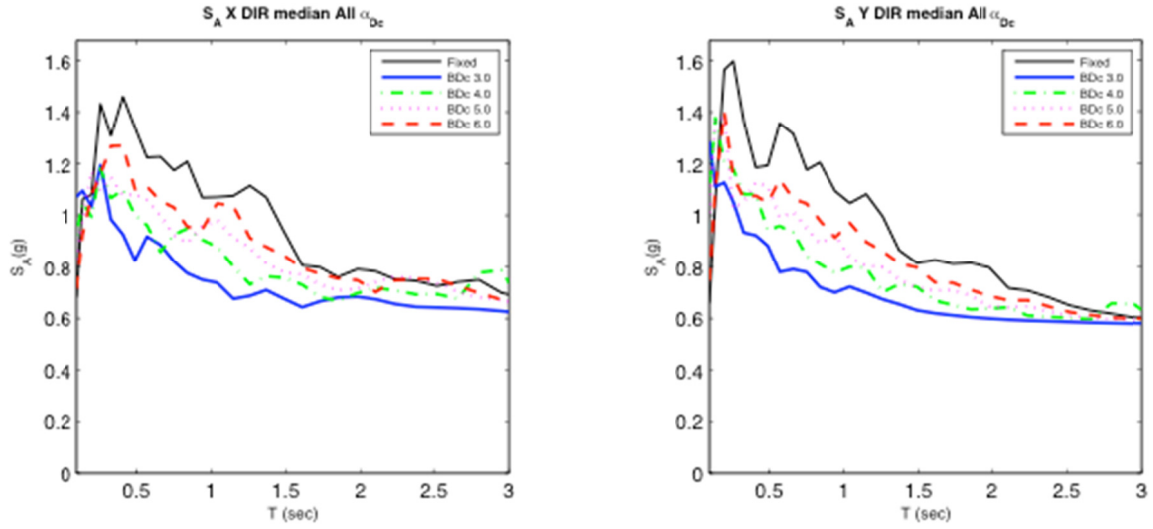 S_A X DIR median All α_Dc
1.6
1.4
1.2
1
0.8
0.6
0.4
0.2
0
S_A(g)
0.5 1 1.5 2 2.5 3
T (sec)
Fixed
BDc 3.0
BDc 4.0
BDc 5.0
BDc 6.0
S_A Y DIR median All α_Dc
1.6
1.4
1.2
1
0.8
0.6
0.4
0.2
0
S_A(g)
0.5 1 1.5 2 2.5 3
T (sec)
Fixed
BDc 3.0
BDc 4.0
BDc 5.0
BDc 6.0